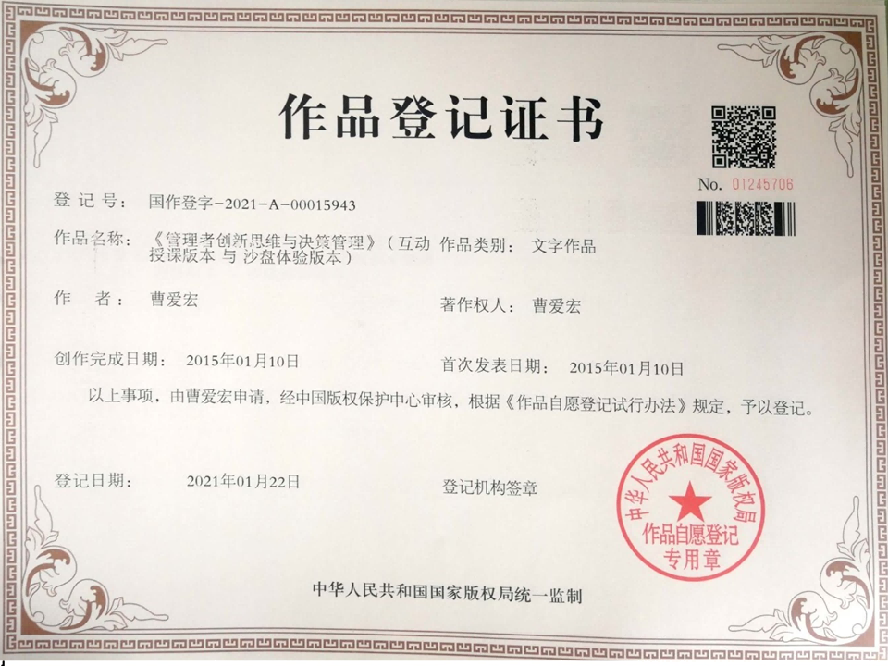 作品登记证书
No. 01245706
登 记 号： 国作登字-2021-A-00015943
作品名称： 《管理者创新思维与决策管理》（互动授课版本 与 沙盘体验版本） 作品类别： 文字作品
作 者： 曹爱宏 著作权人： 曹爱宏
创作完成日期： 2015年01月10日 首次发表日期： 2015年01月10日
以上事项，由曹爱宏申请，经中国版权保护中心审核，根据《作品自愿登记试行办法》规定，予以登记。
登记日期： 2021年01月22日 登记机构签章
中华人民共和国国家版权局
作品自愿登记
专用章
中华人民共和国国家版权局统一监制